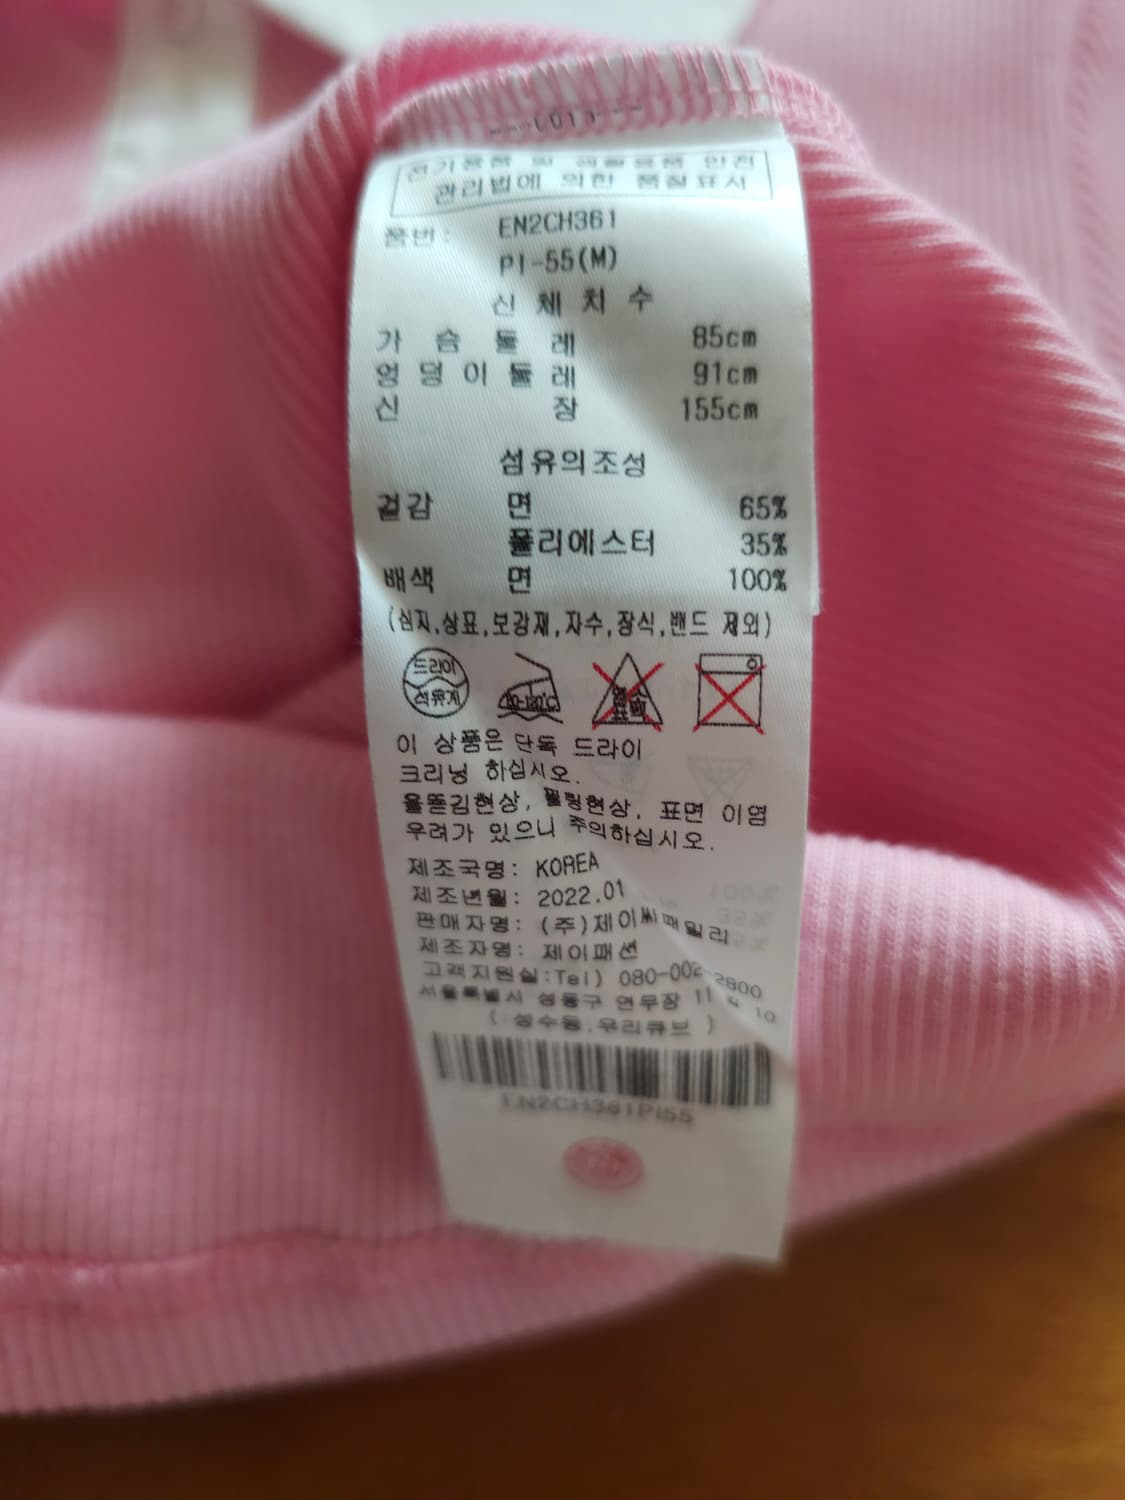 전기용품 및 생활용품 안전
관리법에 의한 품질표시
품번: EN2CH361
PI-55(M)
신 체 치 수
가 슴 둘 레 85cm
엉 덩 이 둘 레 91cm
신 장 155cm
섬유의조성
겉감 면 65%
폴리에스터 35%
배색 면 100%
(심지,상표,보강재,자수,장식,밴드 제외)
드라이
석유계
이 상품은 단독 드라이
크리닝 하십시오.
올뜯김현상, 필링현상, 표면 이염
우려가 있으니 주의하십시오.
제조국명: KOREA
제조년월: 2022.01
판매자명: (주)제이씨패밀리
제조자명: 제이패션
고객지원실:Tel) 080-002-2800
서울특별시 성동구 연무장 11 10
( 성수동,우리큐브 )
EN2CH361PI55